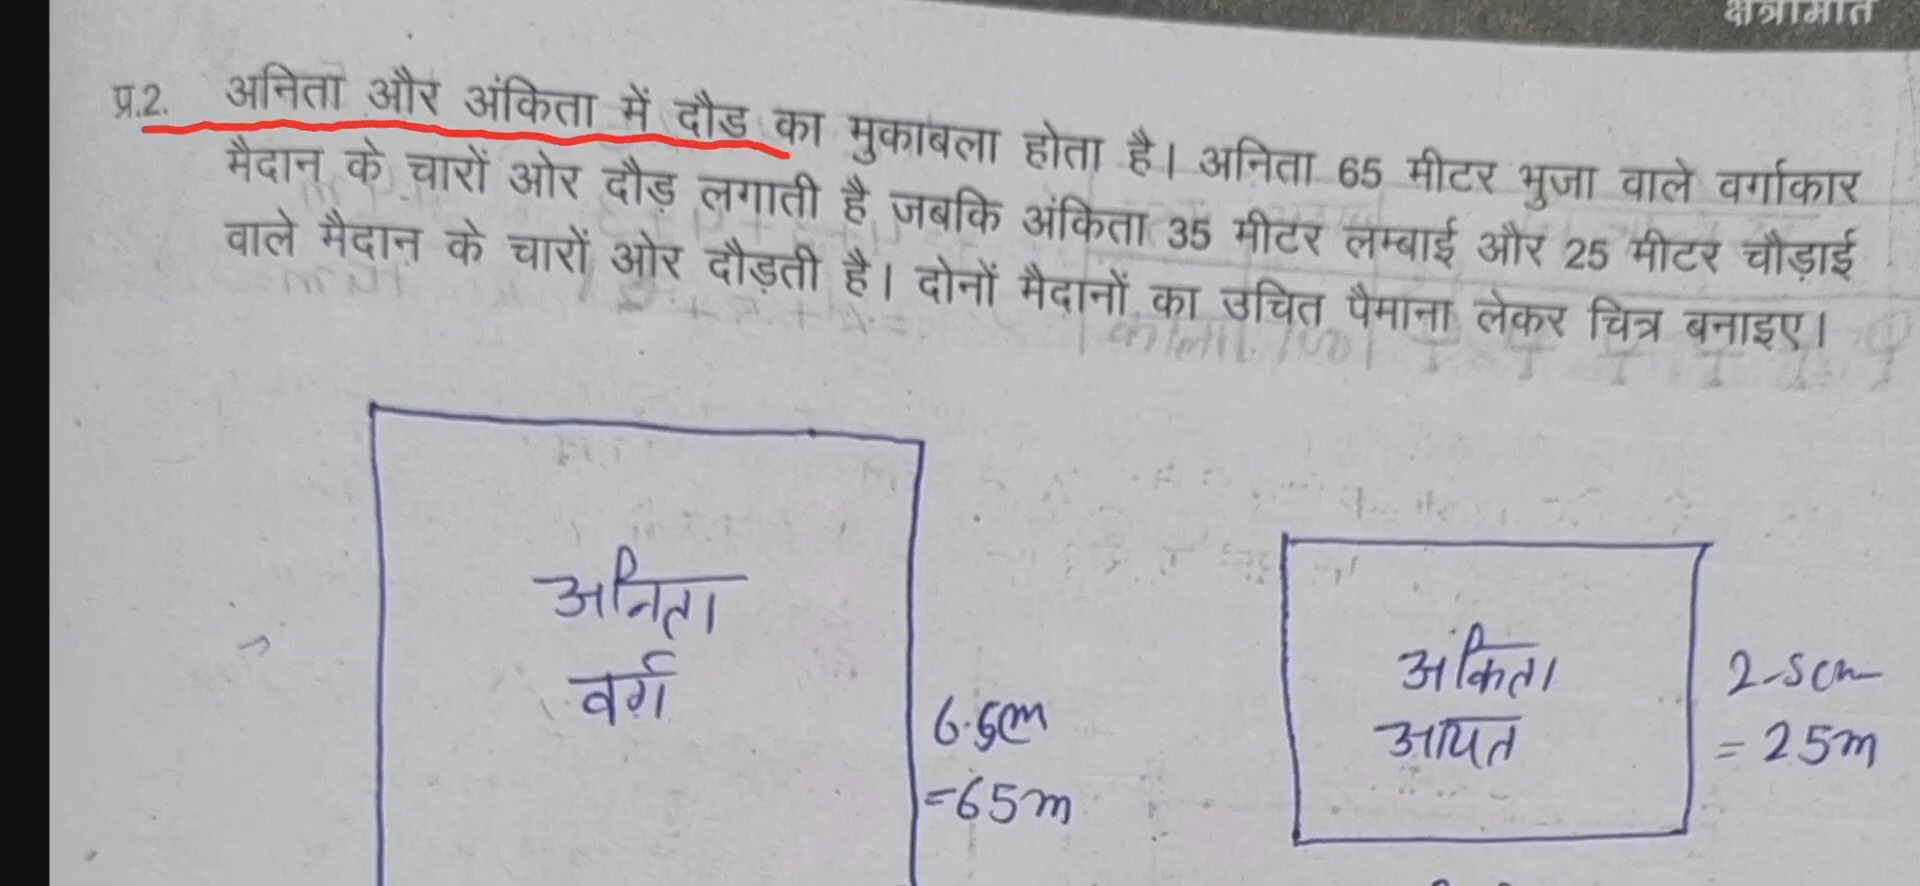 क्षेत्रमिति
प्र.2. अनिता और अंकिता में दौड का मुकाबला होता है। अनिता 65 मीटर भुजा वाले वर्गाकार
मैदान के चारों ओर दौड़ लगाती है जबकि अंकिता 35 मीटर लम्बाई और 25 मीटर चौड़ाई
वाले मैदान के चारों ओर दौड़ती है। दोनों मैदानों का उचित पैमाना लेकर चित्र बनाइए।
अनिता
वर्ग
6.5cm
=65m
अंकिता
आयत
2.5cm
= 25m